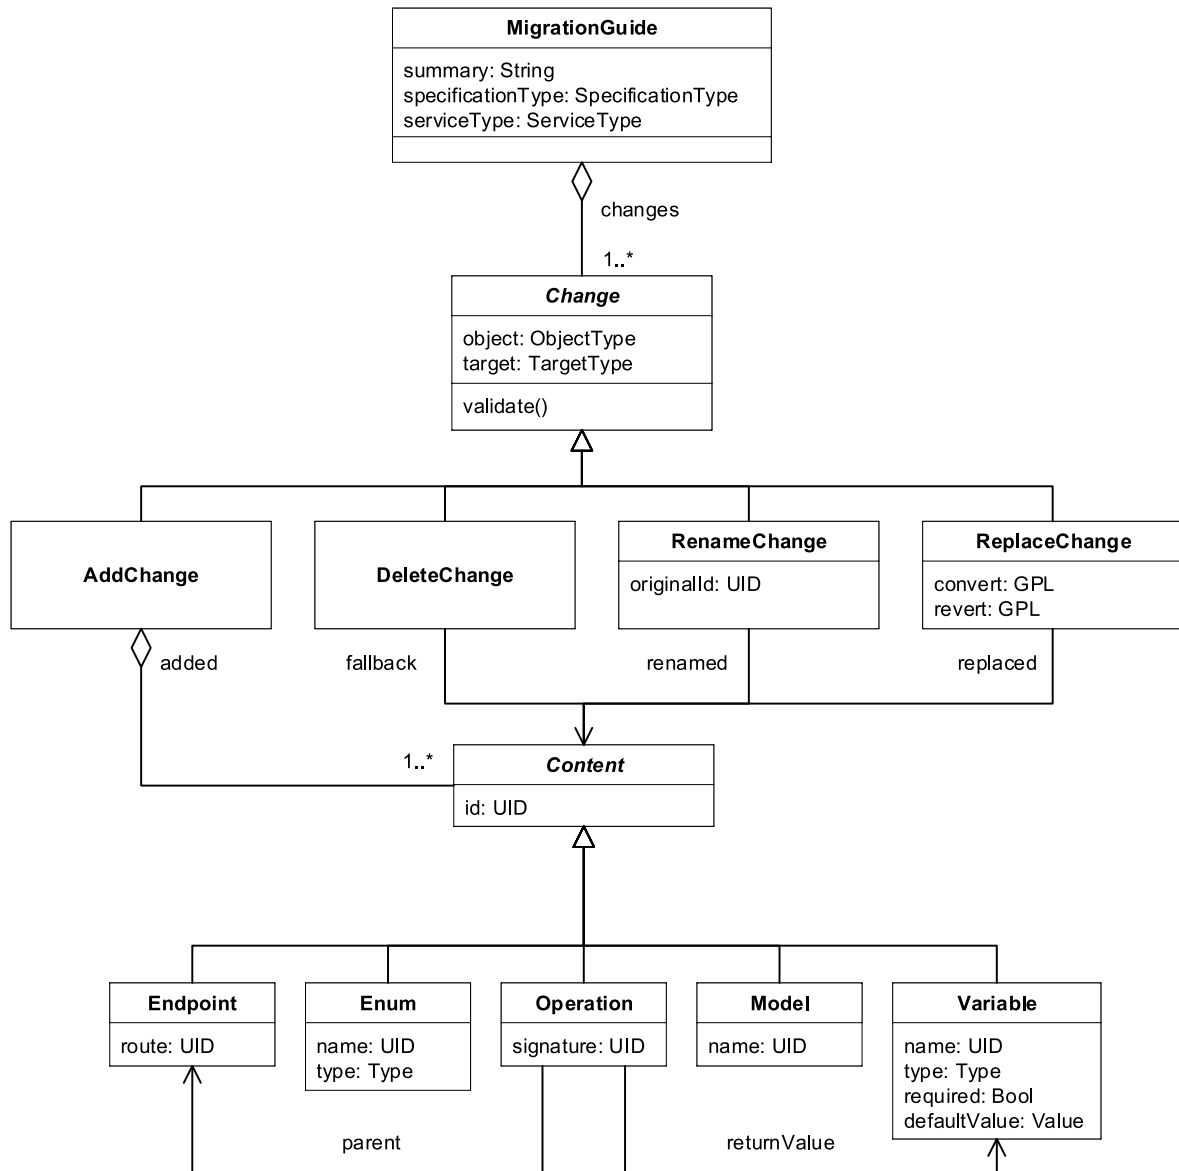 MigrationGuide
summary: String
specificationType: SpecificationType
serviceType: ServiceType
changes
1..*
Change
object: ObjectType
target: TargetType
validate()
AddChange
DeleteChange
RenameChange
originalId: UID
ReplaceChange
convert: GPL
revert: GPL
added
fallback
renamed
replaced
1..*
Content
id: UID
Endpoint
route: UID
Enum
name: UID
type: Type
Operation
signature: UID
Model
name: UID
Variable
name: UID
type: Type
required: Bool
defaultValue: Value
parent
returnValue